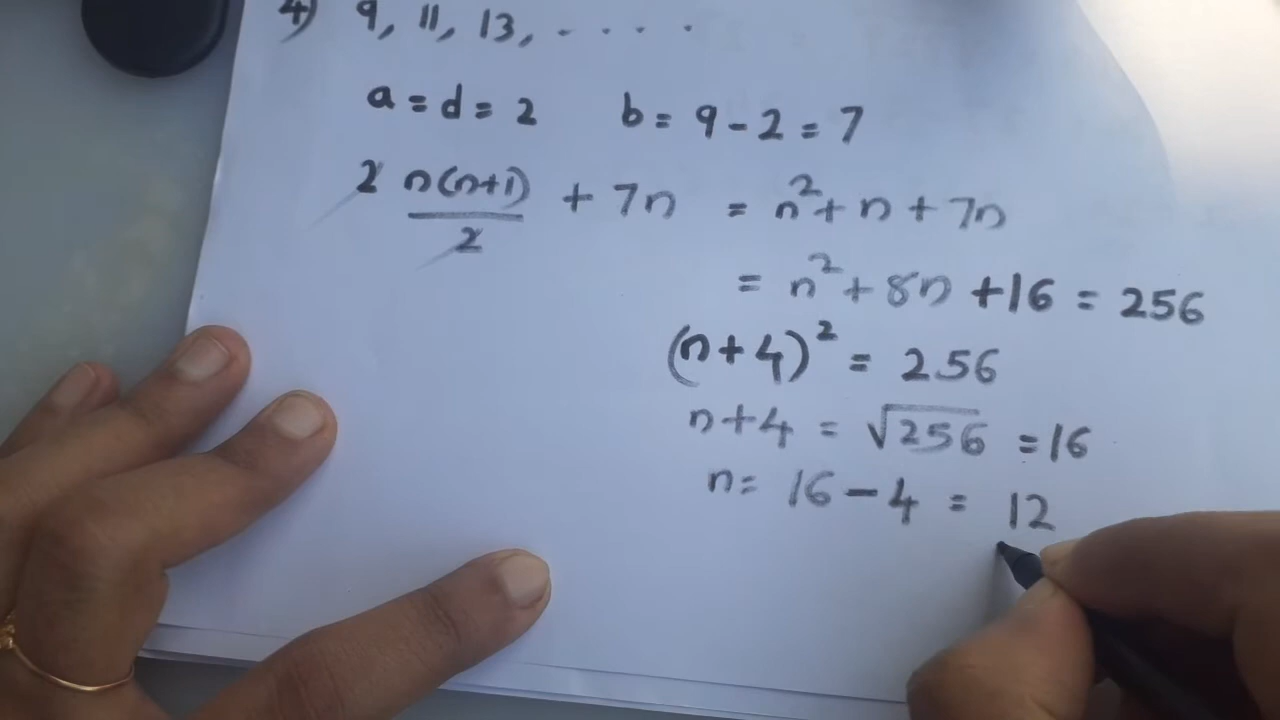 4) 9, 11, 13, . . . .
a = d = 2 b = 9 - 2 = 7
2 n(n+1)/2 + 7n = n² + n + 7n
= n² + 8n + 16 = 256
(n+4)² = 256
n+4 = √256 = 16
n = 16 - 4 = 12